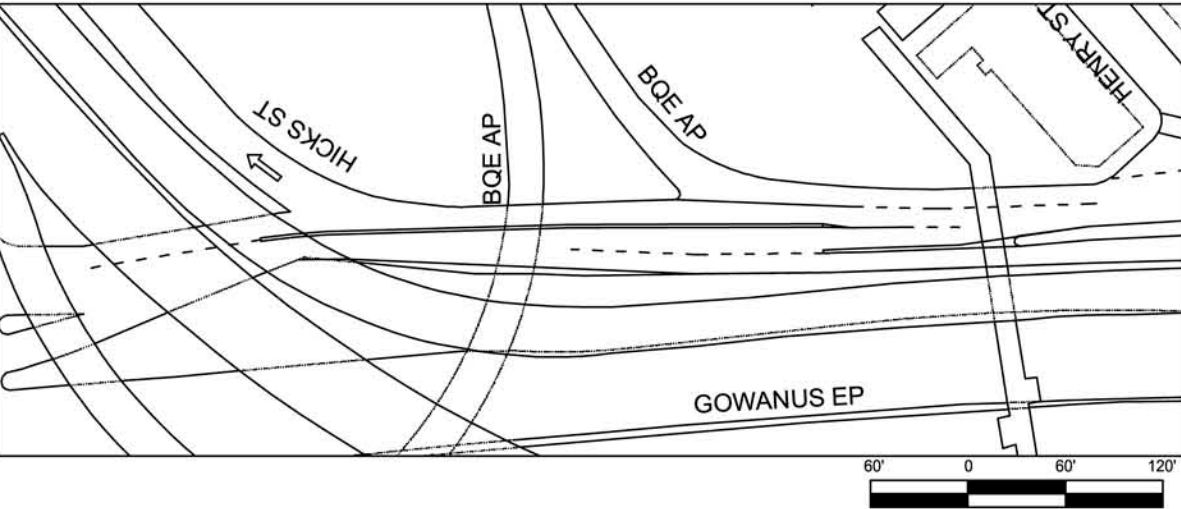 HENRY ST
BQE AP
HICKS ST
BQE AP
GOWANUS EP
60' 0 60' 120'